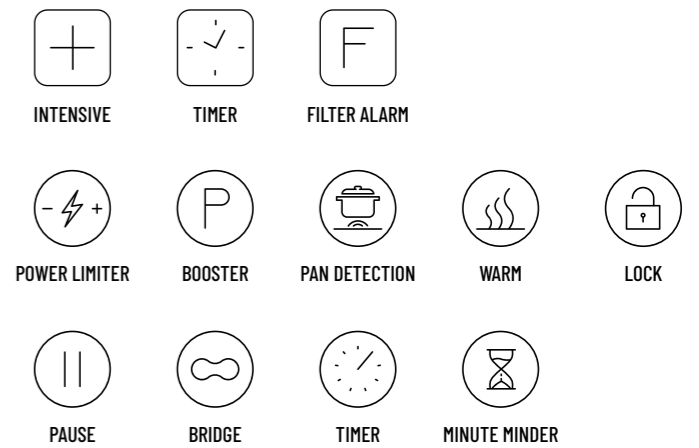 F
INTENSIVE TIMER FILTER ALARM
- +
P
POWER LIMITER BOOSTER PAN DETECTION WARM LOCK
PAUSE BRIDGE TIMER MINUTE MINDER